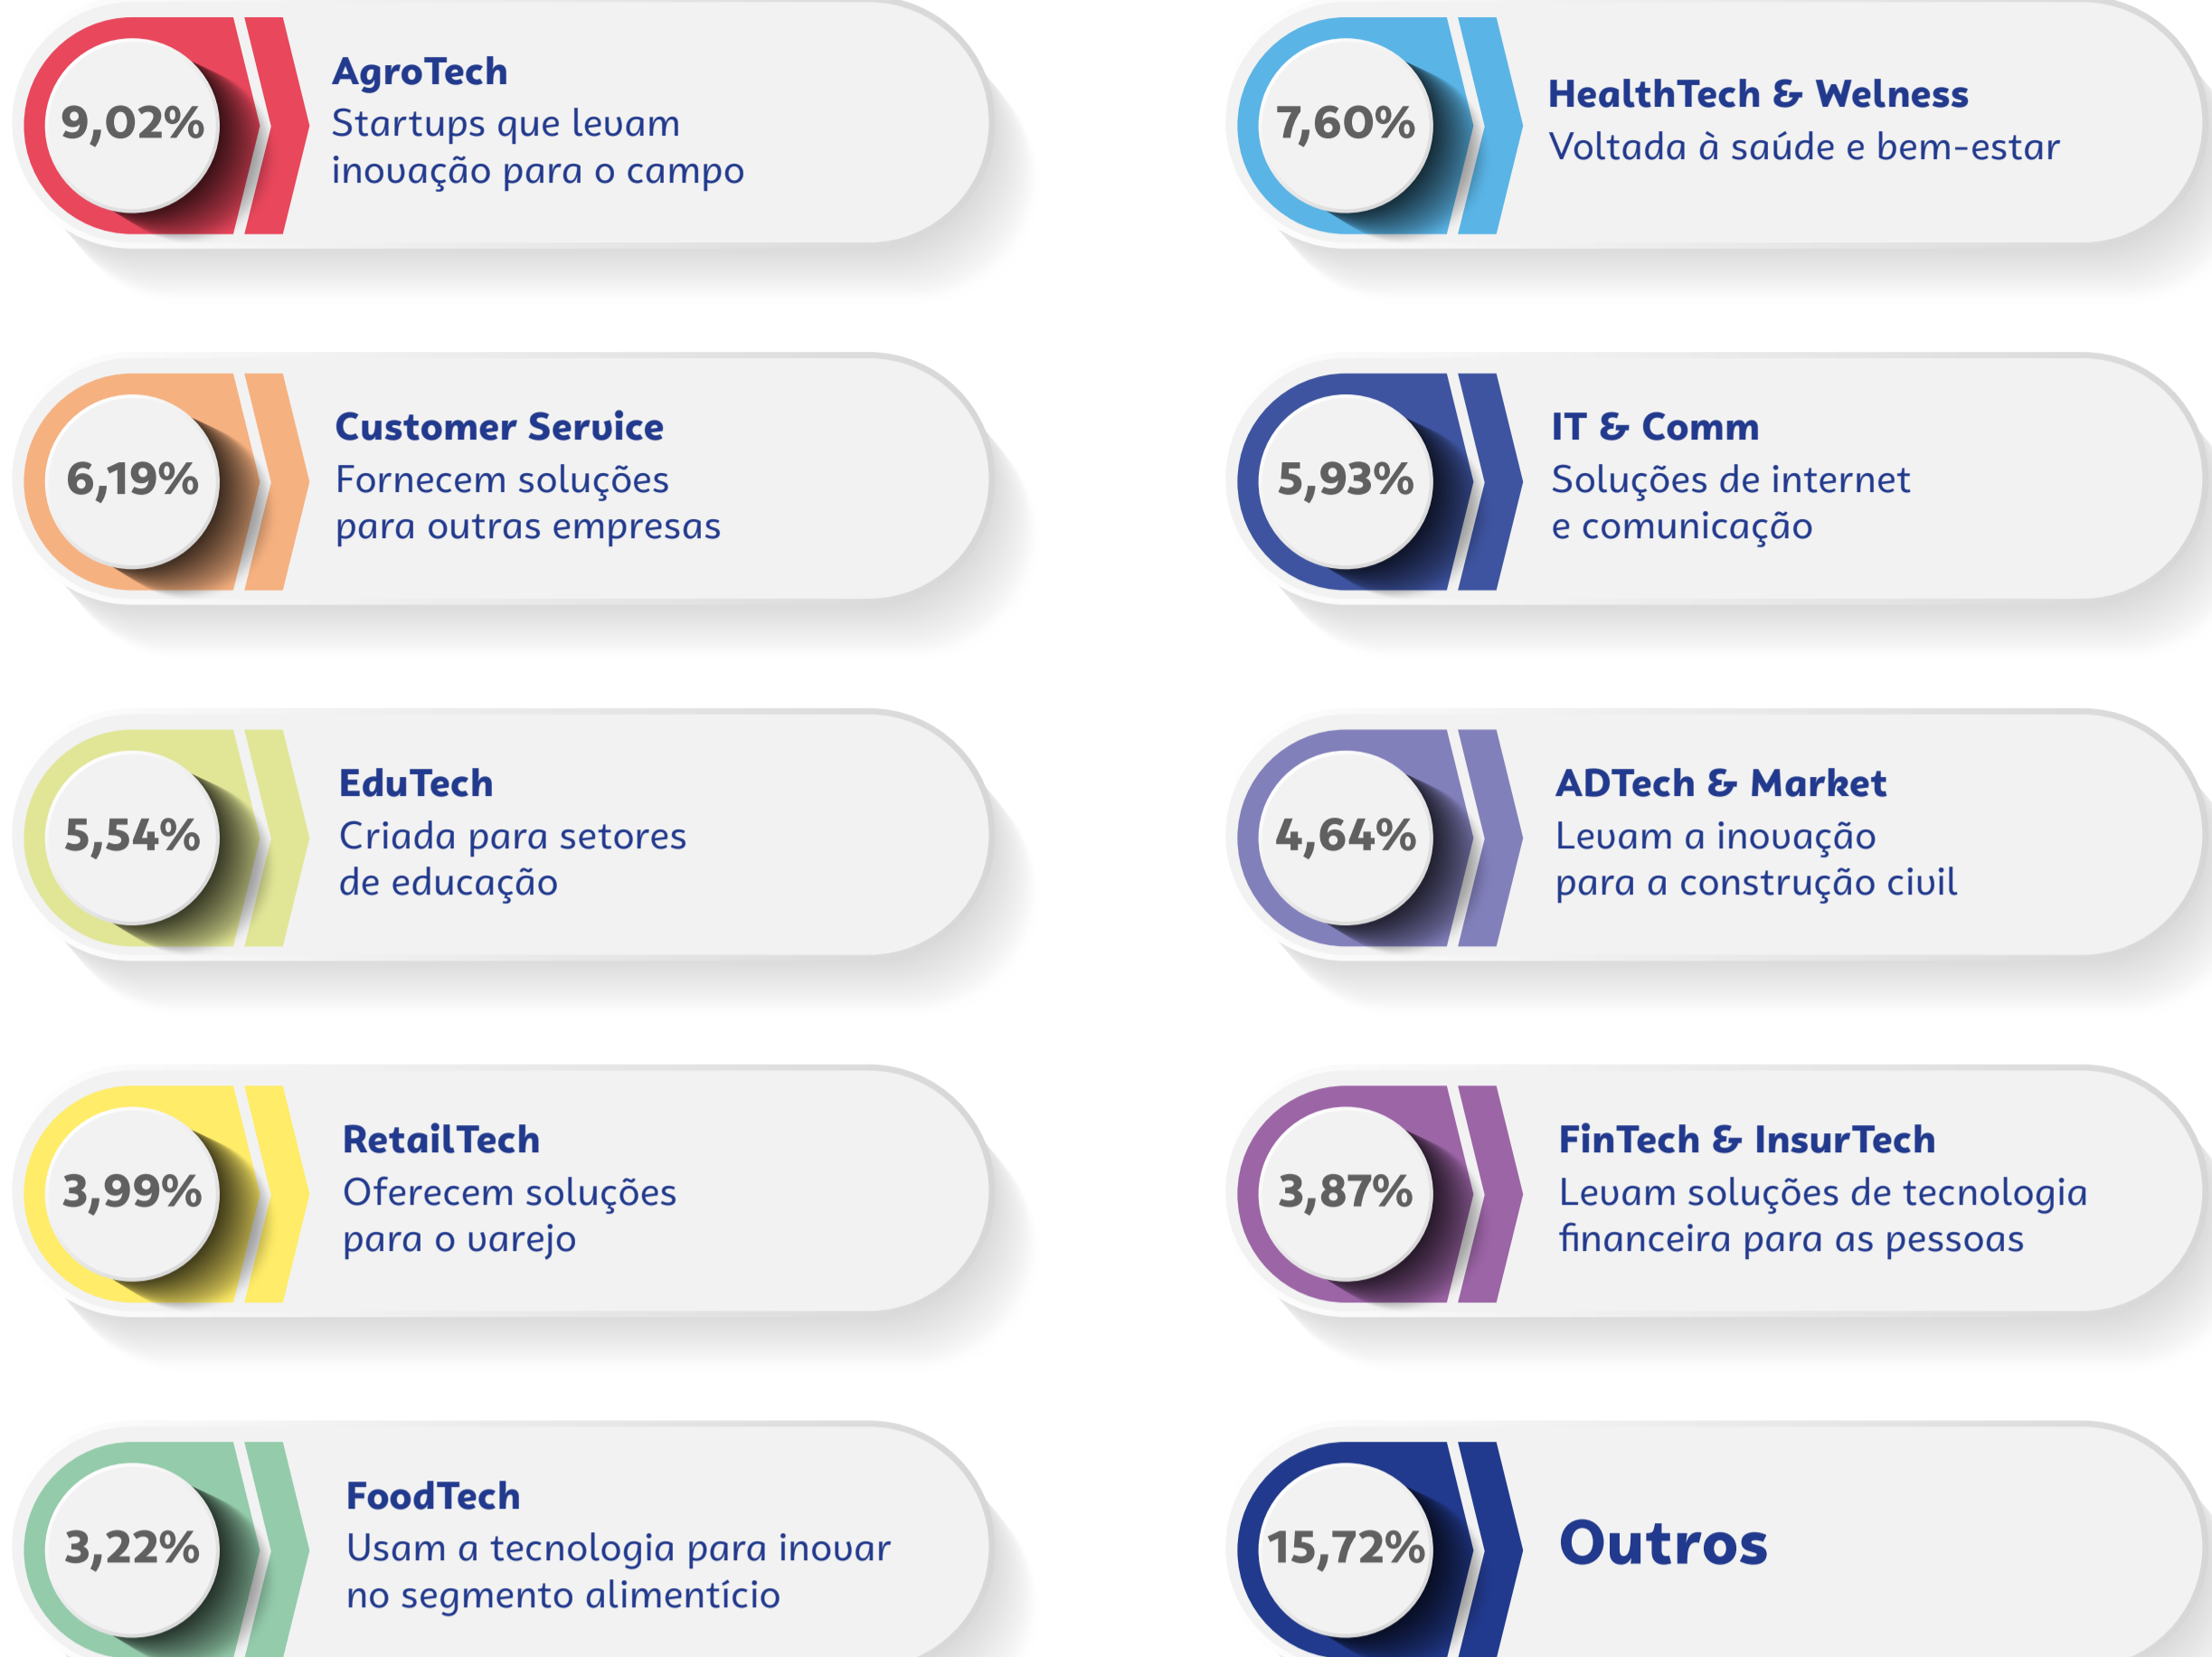 9,02%
AgroTech
Startups que levam
inovação para o campo
7,60%
HealthTech & Welness
Voltada à saúde e bem-estar
6,19%
Customer Service
Fornecem soluções
para outras empresas
5,93%
IT & Comm
Soluções de internet
e comunicação
5,54%
EduTech
Criada para setores
de educação
4,64%
ADTech & Market
Levam a inovação
para a construção civil
3,99%
RetailTech
Oferecem soluções
para o varejo
3,87%
FinTech & InsurTech
Levam soluções de tecnologia
financeira para as pessoas
3,22%
FoodTech
Usam a tecnologia para inovar
no segmento alimentício
15,72%
Outros